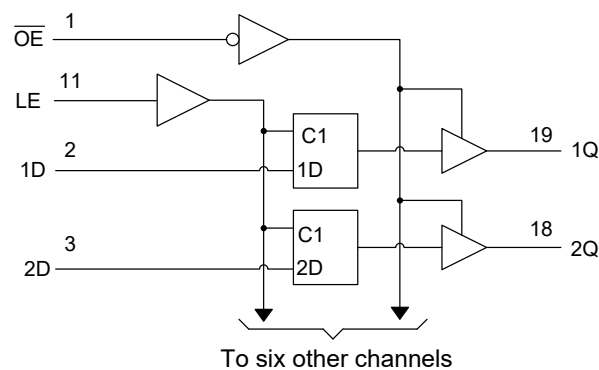 O̅E̅ 1
LE 11
C1
19
1Q
1D 2
1D
C1
18
2Q
2D 3
2D
To six other channels